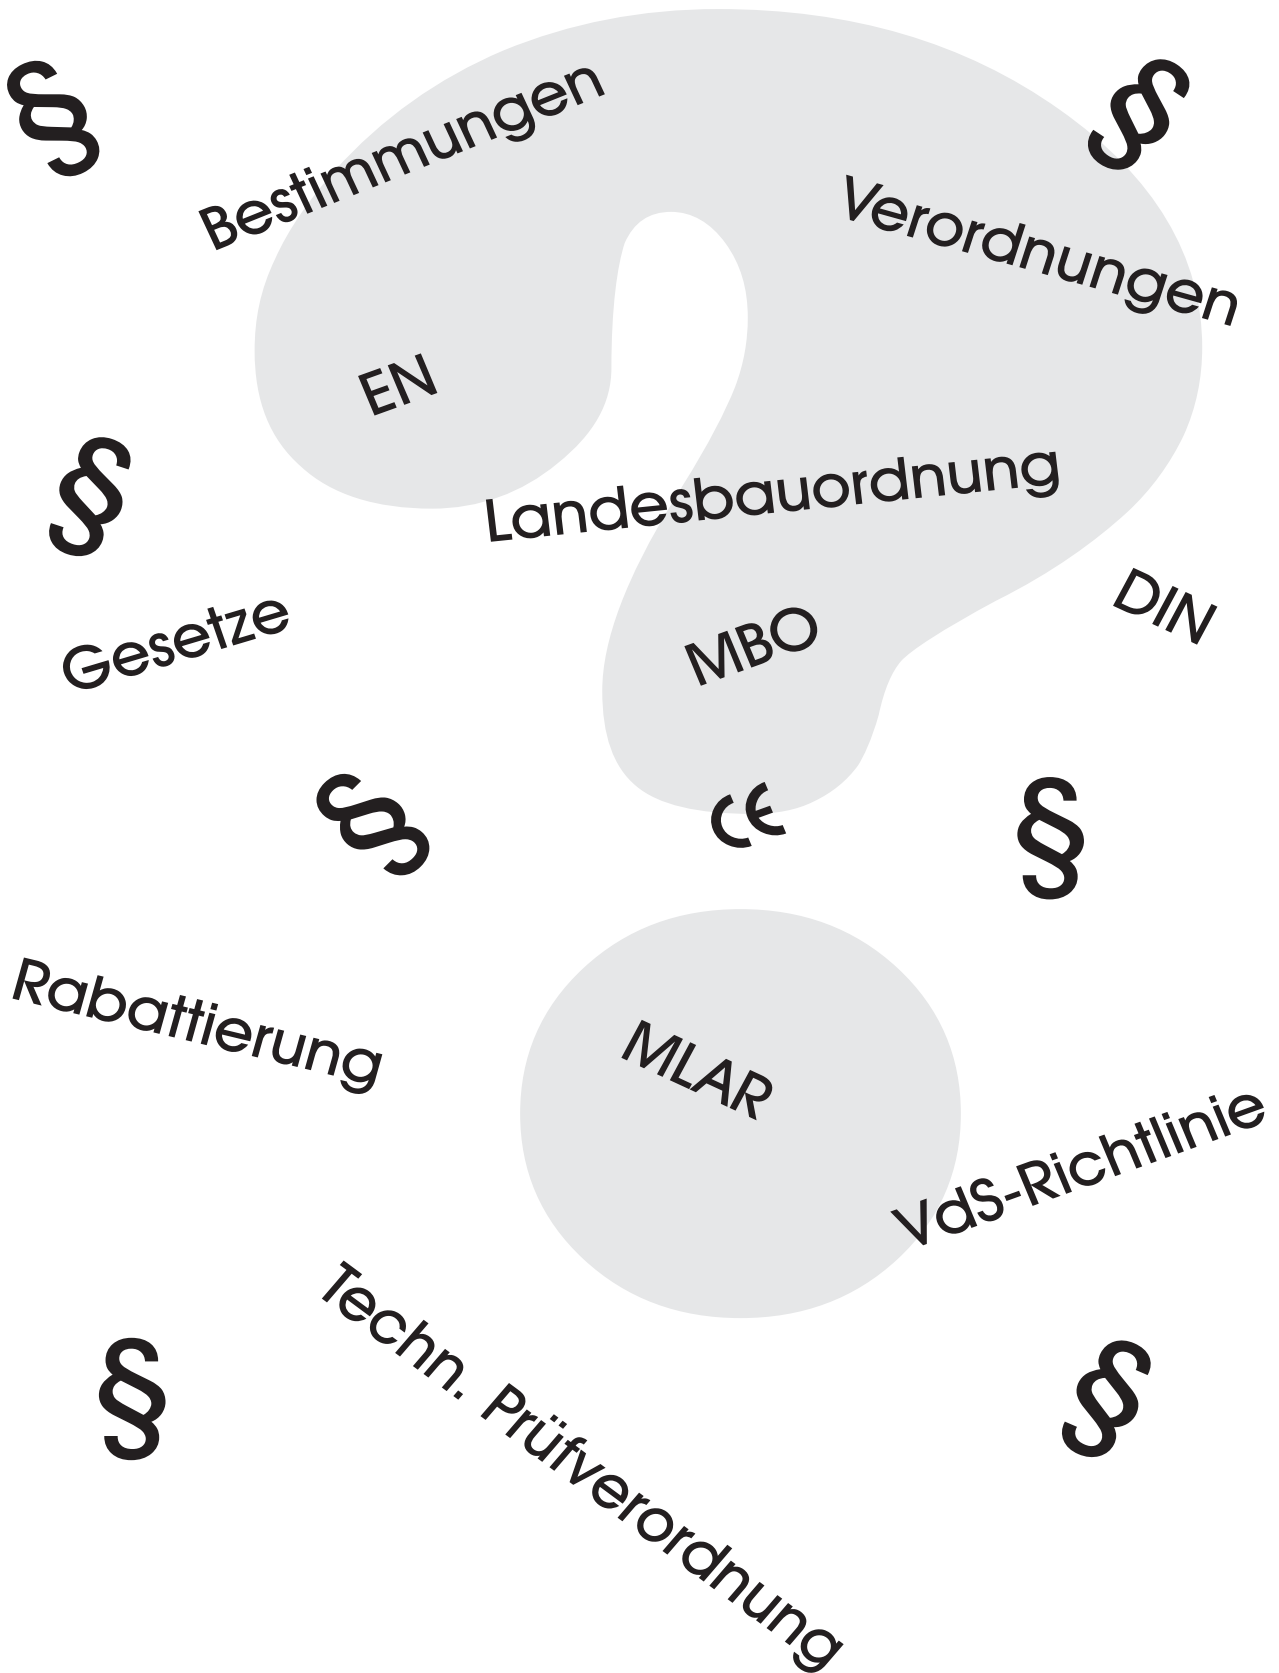 §
§
Bestimmungen
Verordnungen
EN
§
Landesbauordnung
DIN
Gesetze
MBO
§
CE
§
Rabattierung
MLAR
VdS-Richtlinie
Techn. Prüfverordnung
§
§